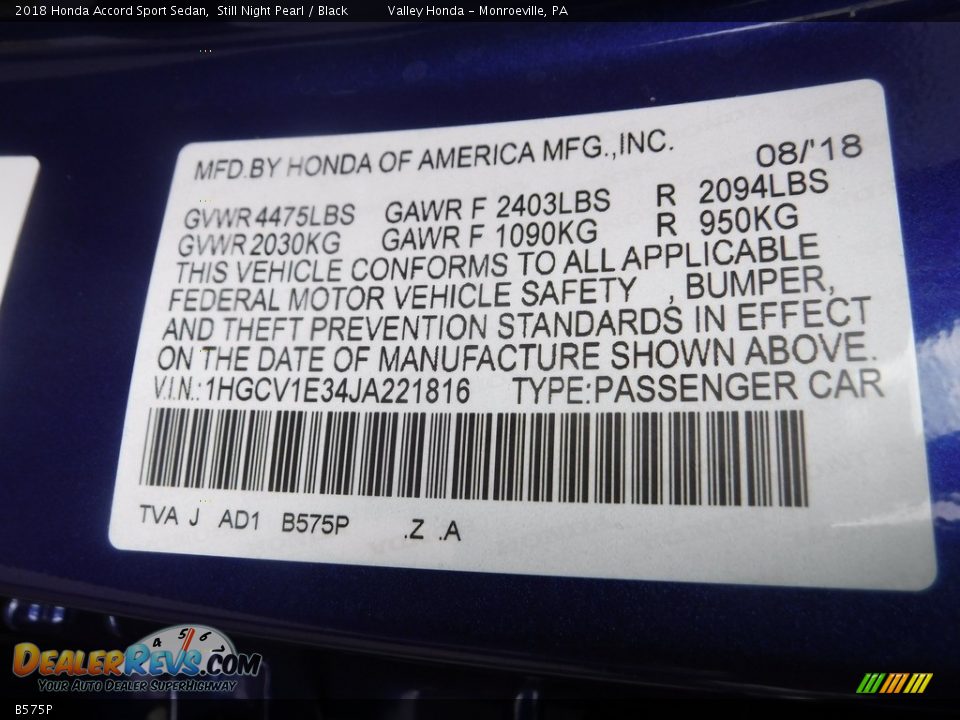 2018 Honda Accord Sport Sedan, Still Night Pearl / Black Valley Honda - Monroeville, PA
MFD.BY HONDA OF AMERICA MFG.,INC. 08/'18
GVWR 4475LBS GAWR F 2403LBS R 2094LBS
GVWR 2030KG GAWR F 1090KG R 950KG
THIS VEHICLE CONFORMS TO ALL APPLICABLE
FEDERAL MOTOR VEHICLE SAFETY , BUMPER,
AND THEFT PREVENTION STANDARDS IN EFFECT
ON THE DATE OF MANUFACTURE SHOWN ABOVE.
V.I.N.:1HGCV1E34JA221816 TYPE:PASSENGER CAR
TVA J AD1 B575P .Z .A
4 5 6
DEALERREVS.COM
YOUR AUTO DEALER SUPERHIGHWAY
B575P